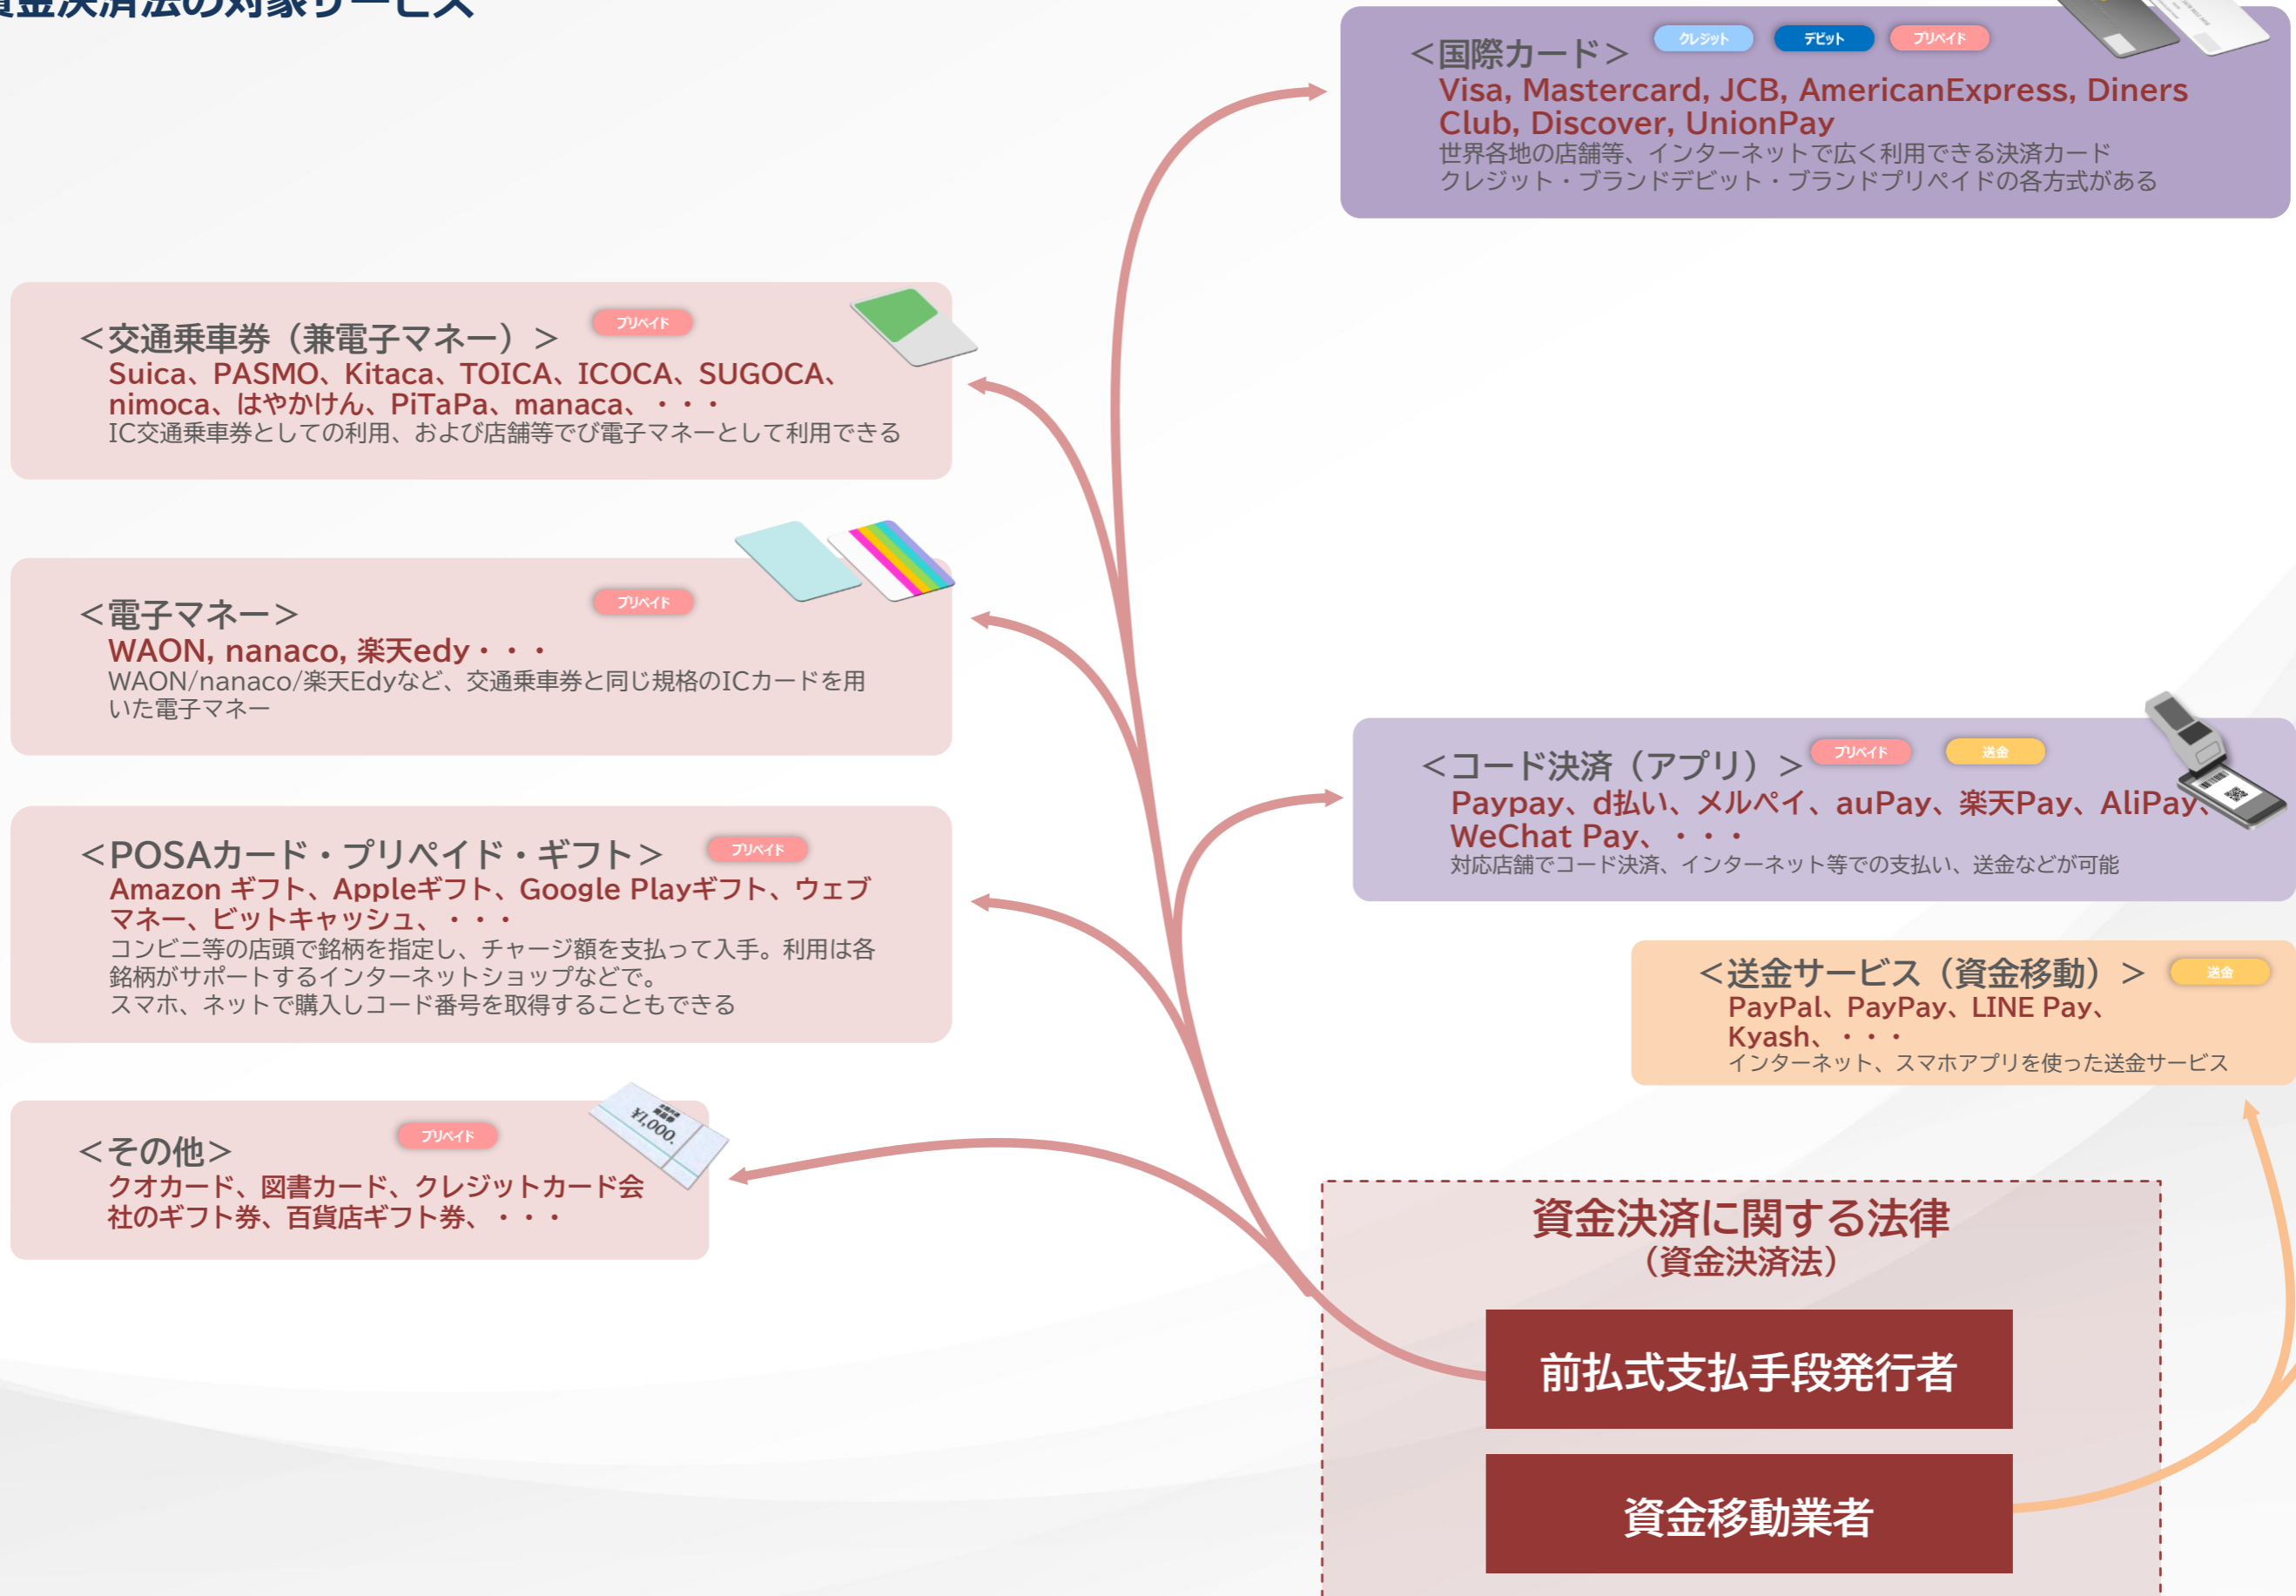 資金決済法の対象サービス
＜国際カード＞ クレジット デビット プリペイド
Visa, Mastercard, JCB, AmericanExpress, Diners
Club, Discover, UnionPay
世界各地の店舗等、インターネットで広く利用できる決済カード
クレジット・ブランドデビット・ブランドプリペイドの各方式がある
＜交通乗車券（兼電子マネー）＞ プリペイド
Suica、PASMO、Kitaca、TOICA、ICOCA、SUGOCA、
nimoca、はやかけん、PiTaPa、manaca、・・・
IC交通乗車券としての利用、および店舗等でび電子マネーとして利用できる
＜電子マネー＞ プリペイド
WAON, nanaco, 楽天edy・・・
WAON/nanaco/楽天Edyなど、交通乗車券と同じ規格のICカードを用
いた電子マネー
＜コード決済（アプリ）＞ プリペイド 送金
Paypay、d払い、メルペイ、auPay、楽天Pay、AliPay、
WeChat Pay、・・・
対応店舗でコード決済、インターネット等での支払い、送金などが可能
＜POSAカード・プリペイド・ギフト＞ プリペイド
Amazon ギフト、Appleギフト、Google Playギフト、ウェブ
マネー、ビットキャッシュ、・・・
コンビニ等の店頭で銘柄を指定し、チャージ額を支払って入手。利用は各
銘柄がサポートするインターネットショップなどで。
スマホ、ネットで購入しコード番号を取得することもできる
＜送金サービス（資金移動）＞ 送金
PayPal、PayPay、LINE Pay、
Kyash、・・・
インターネット、スマホアプリを使った送金サービス
＜その他＞ プリペイド
¥1,000.
クオカード、図書カード、クレジットカード会
社のギフト券、百貨店ギフト券、・・・
資金決済に関する法律
（資金決済法）
前払式支払手段発行者
資金移動業者